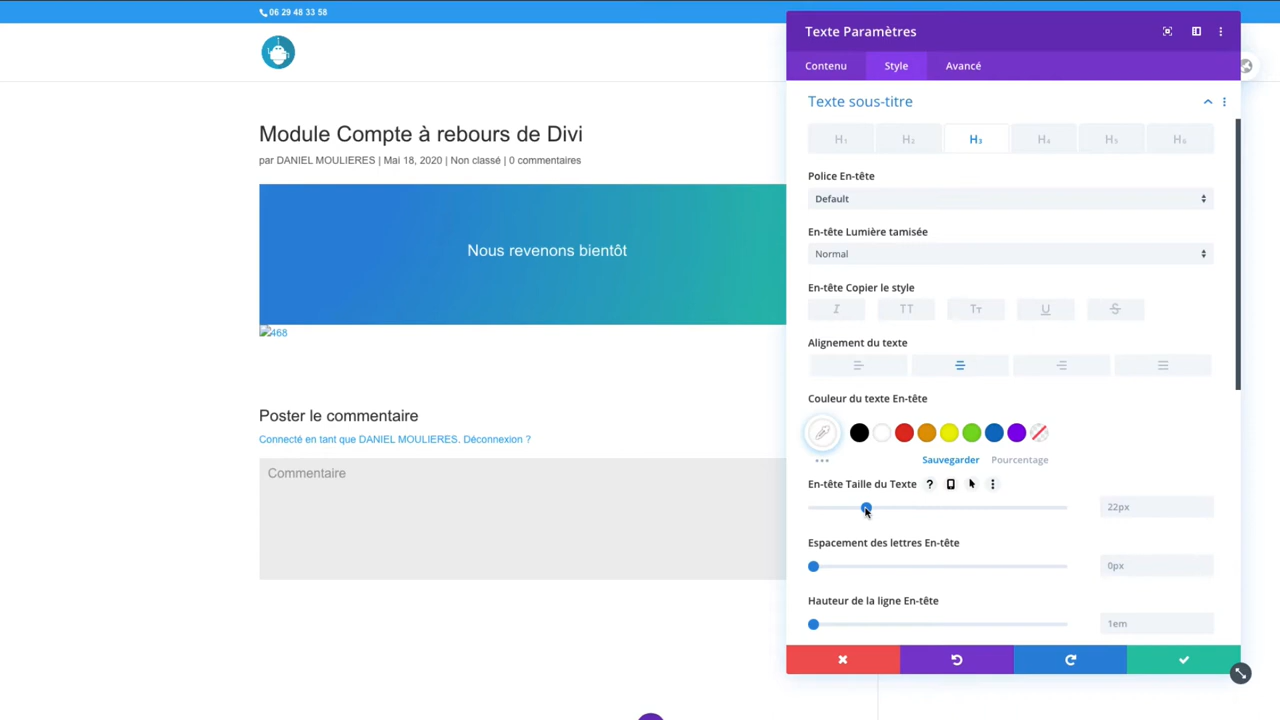 06 29 48 33 58
Module Compte à rebours de Divi
par DANIEL MOULIERES | Mai 18, 2020 | Non classé | 0 commentaires
Nous revenons bientôt
468
Poster le commentaire
Connecté en tant que DANIEL MOULIERES. Déconnexion ?
Commentaire
Texte Paramètres
Contenu Style Avancé
Texte sous-titre
H1 H2 H3 H4 H5 H6
Police En-tête
Default
En-tête Lumière tamisée
Normal
En-tête Copier le style
I TT Tt U S
Alignement du texte
Couleur du texte En-tête
Sauvegarder Pourcentage
En-tête Taille du Texte ?
22px
Espacement des lettres En-tête
0px
Hauteur de la ligne En-tête
1em